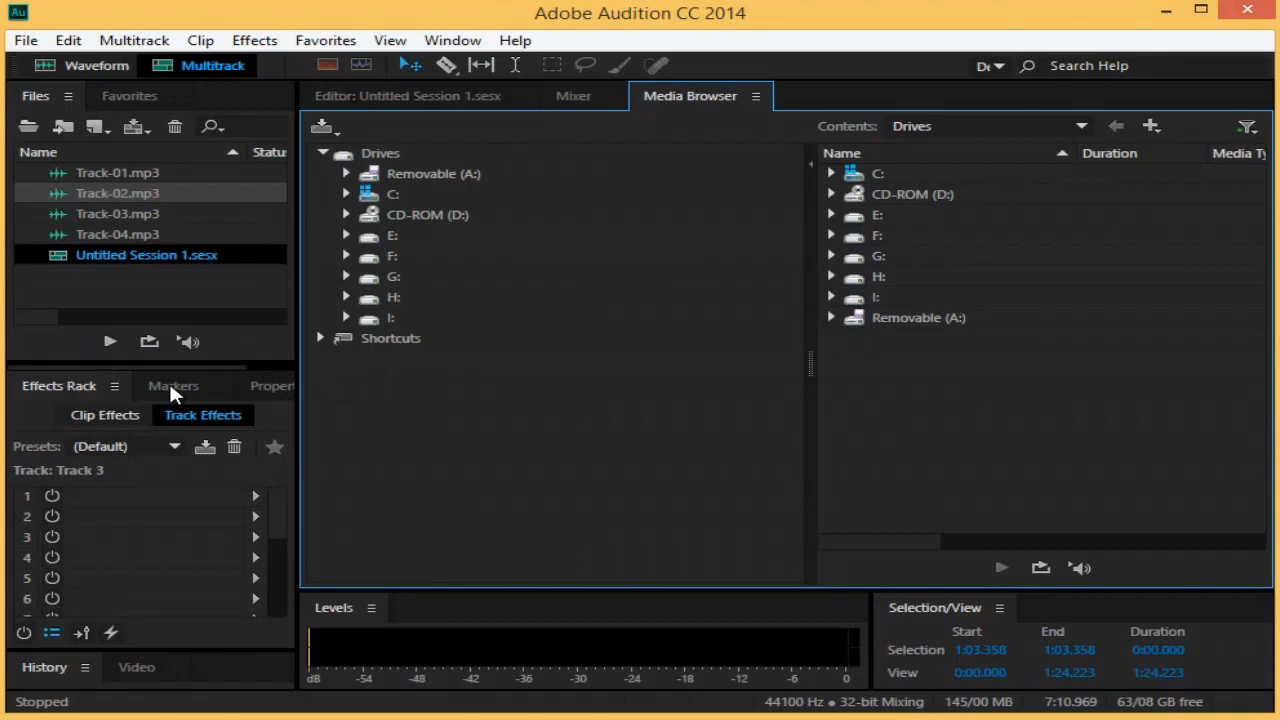 Au
Adobe Audition CC 2014
File Edit Multitrack Clip Effects Favorites View Window Help
Waveform Multitrack
Search Help
Files Favorites
Editor: Untitled Session 1.sesx Mixer Media Browser
Contents: Drives
Name Statu
Track-01.mp3
Track-02.mp3
Track-03.mp3
Track-04.mp3
Untitled Session 1.sesx
Drives
Removable (A:)
C:
CD-ROM (D:)
E:
F:
G:
H:
I:
Shortcuts
Name Duration Media Ty
C:
CD-ROM (D:)
E:
F:
G:
H:
I:
Removable (A:)
Effects Rack Markers Propert
Clip Effects Track Effects
Presets: (Default)
Track: Track 3
1
2
3
4
5
6
History Video
Levels
dB -54 -48 -42 -36 -30 -24 -18 -12 -6 0
Selection/View
Start End Duration
Selection 1:03.358 1:03.358 0:00.000
View 0:00.000 1:24.223 1:24.223
Stopped
44100 Hz ● 32-bit Mixing 145/00 MB 7:10.969 63/08 GB free